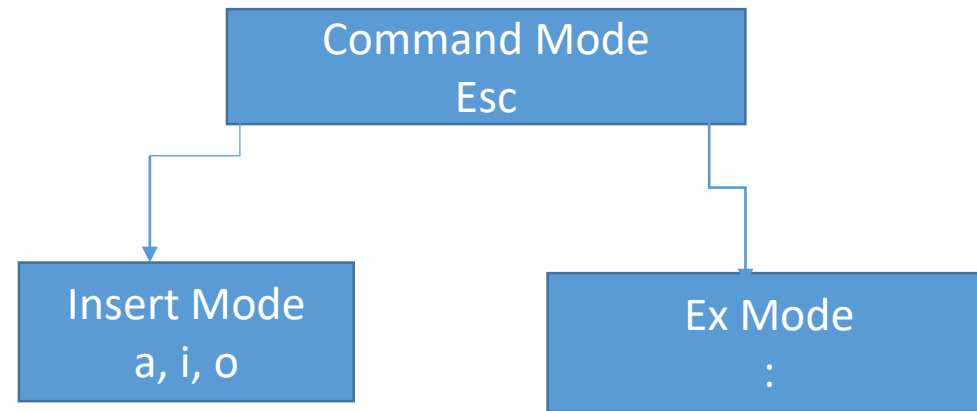 Command Mode
Esc
Insert Mode
a, i, o
Ex Mode
: